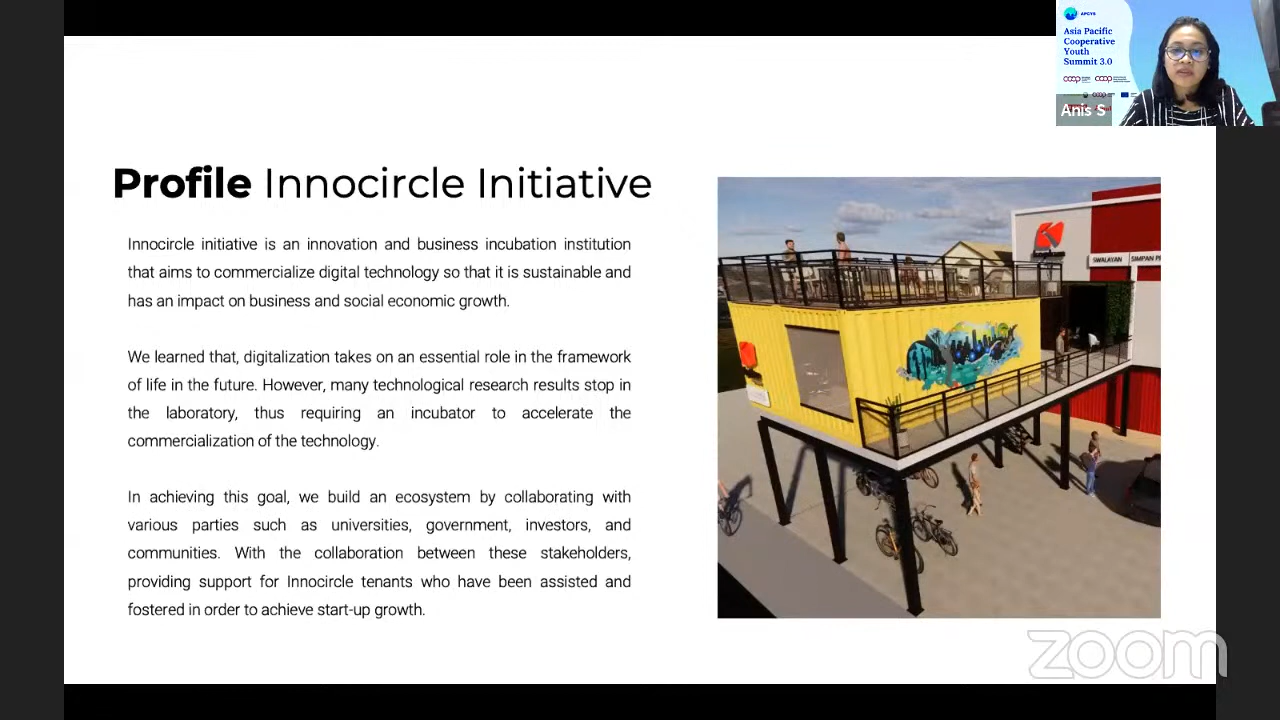 APCYS
Asia Pacific
Cooperative
Youth
Summit 3.0
coop coop
Anis S
Profile Innocircle Initiative
Innocircle initiative is an innovation and business incubation institution
that aims to commercialize digital technology so that it is sustainable and
has an impact on business and social economic growth.
We learned that, digitalization takes on an essential role in the framework
of life in the future. However, many technological research results stop in
the laboratory, thus requiring an incubator to accelerate the
commercialization of the technology.
In achieving this goal, we build an ecosystem by collaborating with
various parties such as universities, government, investors, and
communities. With the collaboration between these stakeholders,
providing support for Innocircle tenants who have been assisted and
fostered in order to achieve start-up growth.
SWALAYAN SIMPAN
zoom